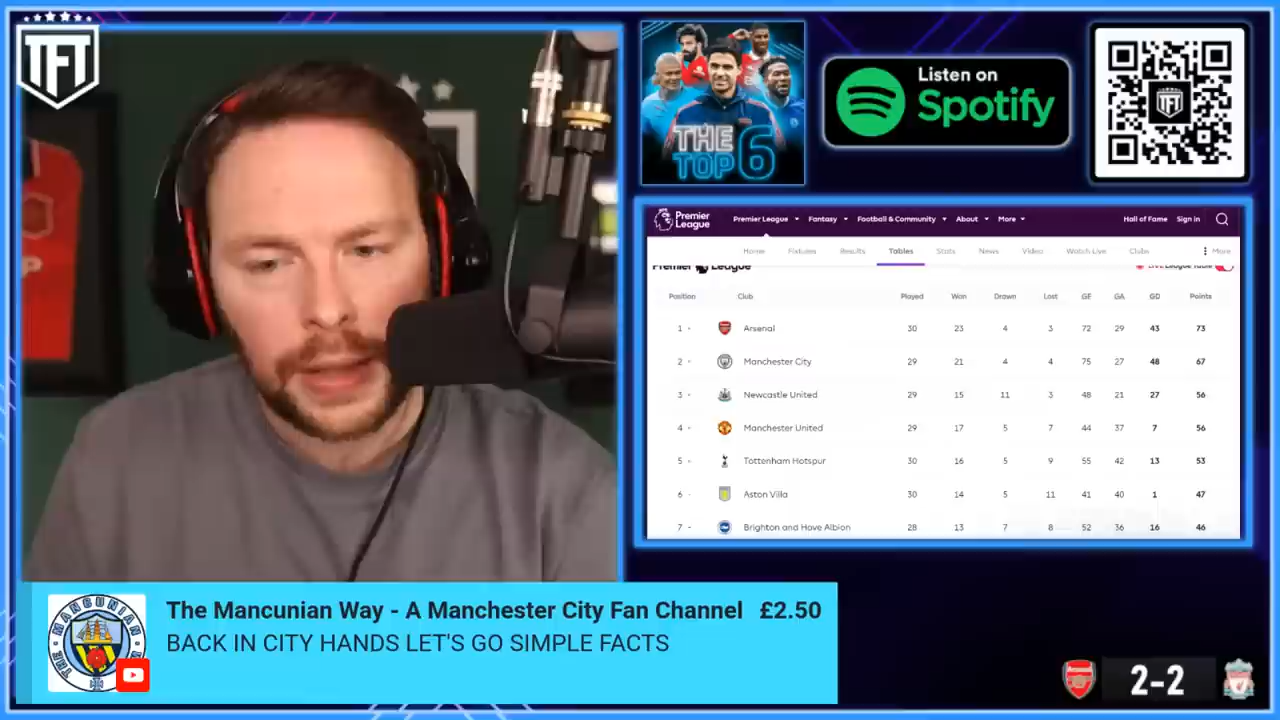 TFT
THE
TOP 6
Listen on
Spotify
TFT
Premier League
Premier League Fantasy Football & Community About More Hall of Fame Sign in
Home Fixtures Results Tables Stats News Video Watch Live Clubs More
Premier League League Table
Position Club Played Won Drawn Lost GF GA GD Points
1 Arsenal 30 23 4 3 72 29 43 73
2 Manchester City 29 21 4 4 75 27 48 67
3 Newcastle United 29 15 11 3 48 21 27 56
4 Manchester United 29 17 5 7 44 37 7 56
5 Tottenham Hotspur 30 16 5 9 55 42 13 53
6 Aston Villa 30 14 5 11 41 40 1 47
7 Brighton and Hove Albion 28 13 7 8 52 36 16 46
THE MANCUNIAN
The Mancunian Way - A Manchester City Fan Channel £2.50
BACK IN CITY HANDS LET'S GO SIMPLE FACTS
2-2